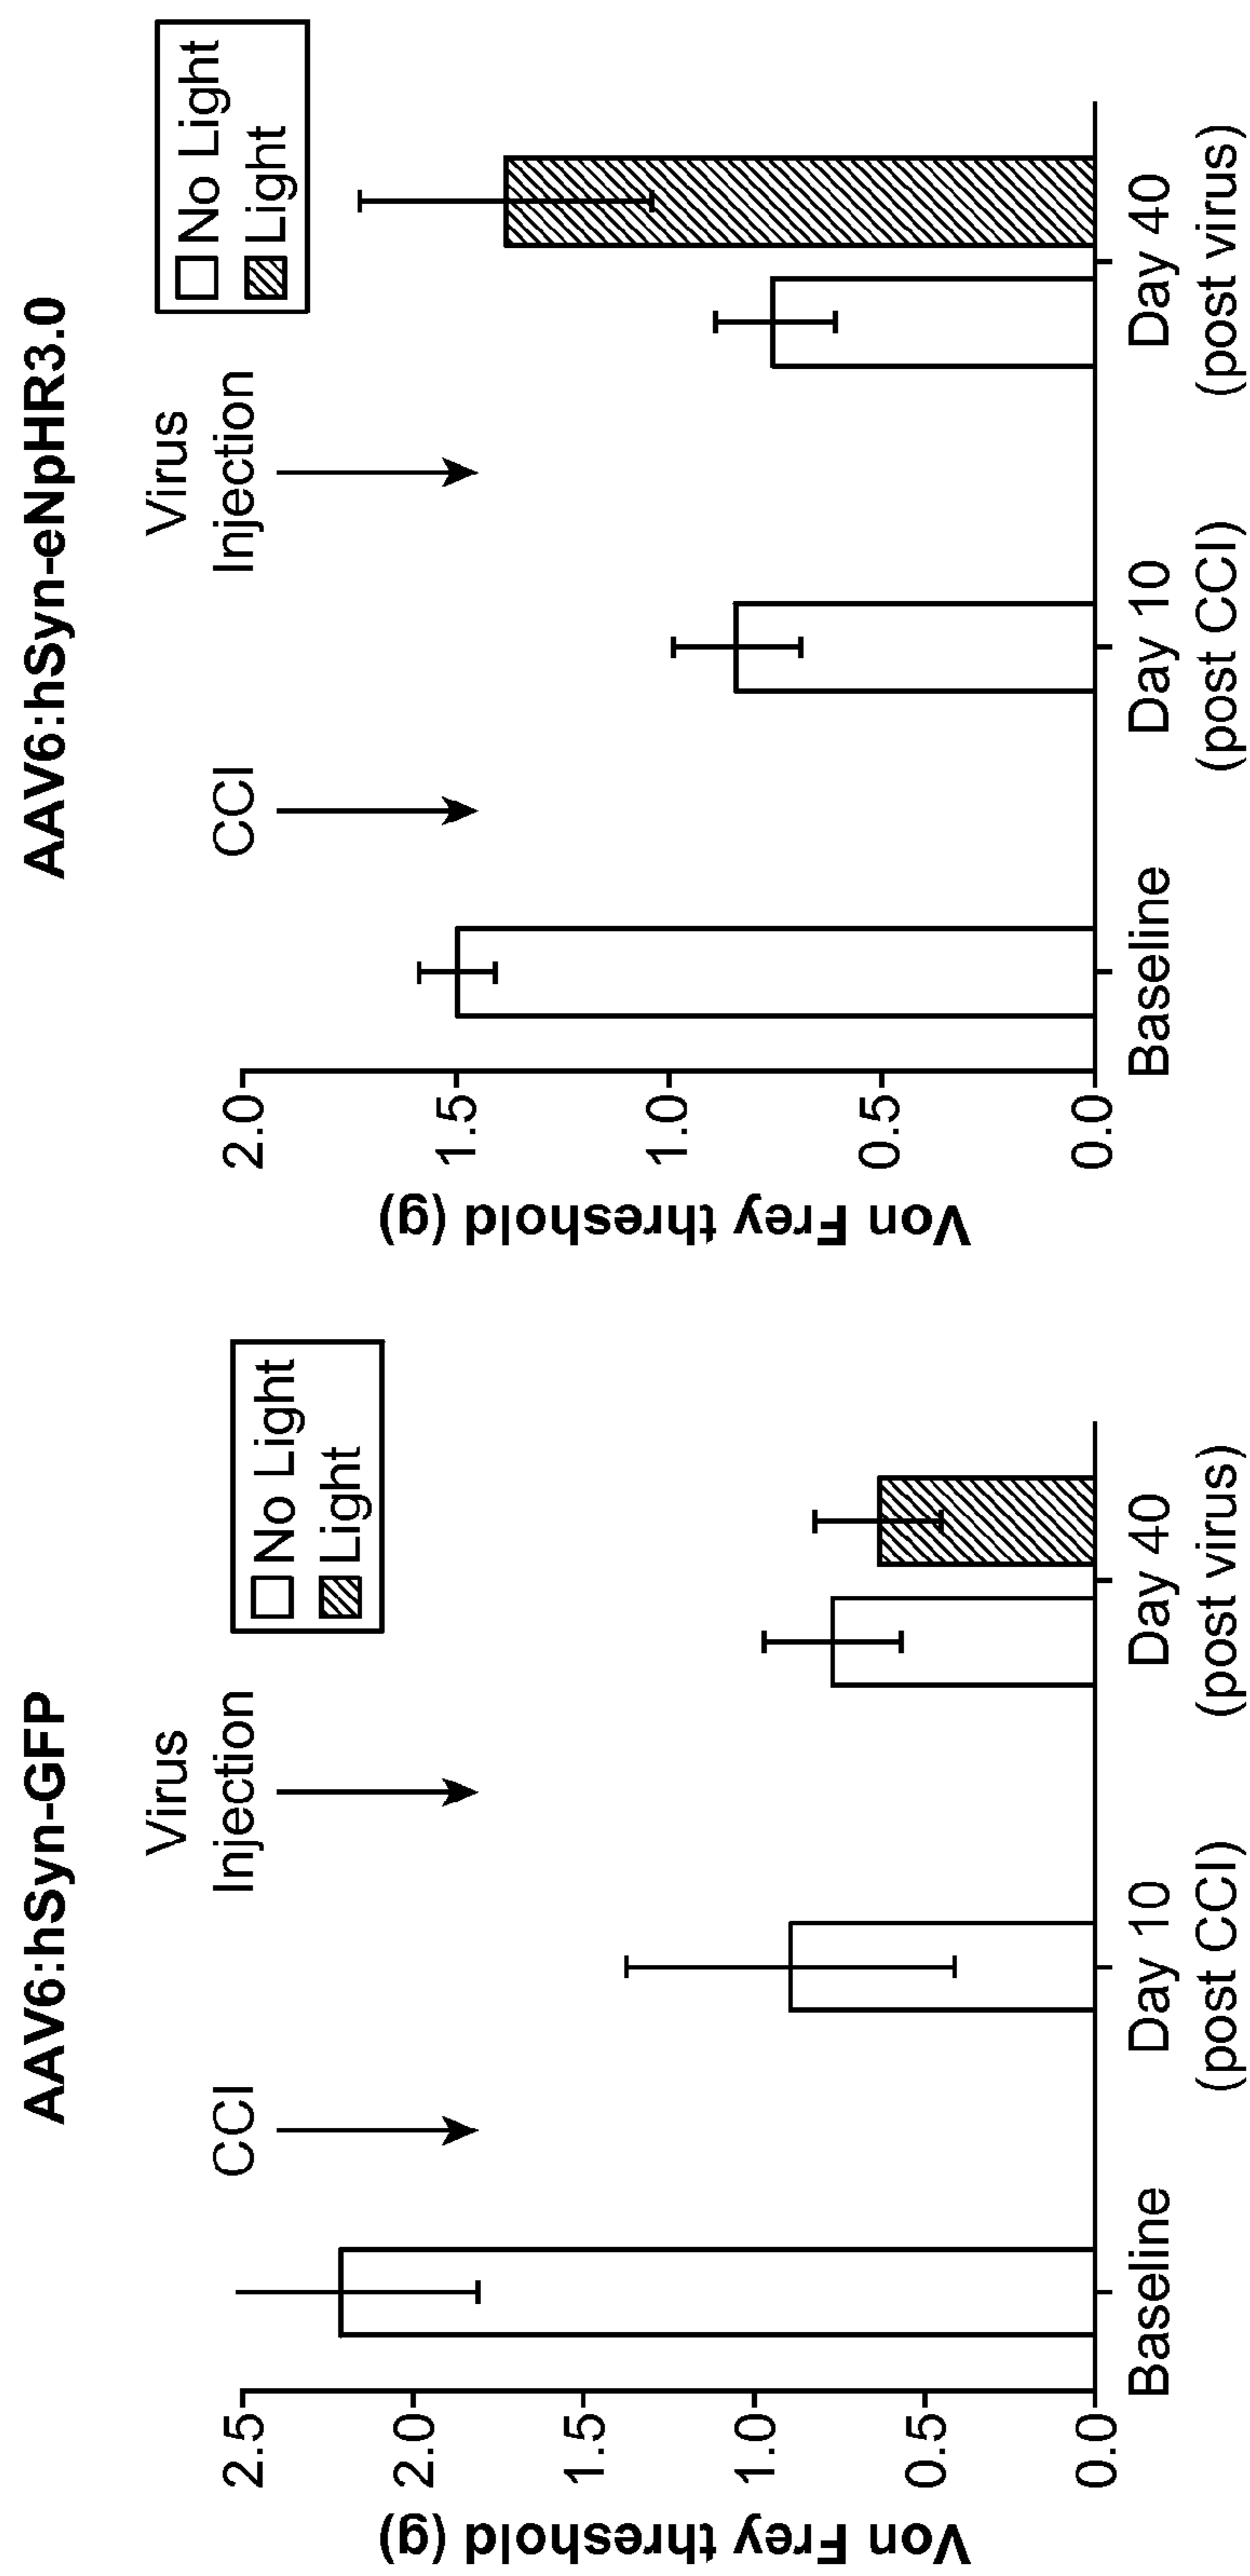 AAV6:hSyn-GFP
Von Frey threshold (g)
2.5
2.0
1.5
1.0
0.5
0.0
CCI
Virus
Injection
No Light
Light
Baseline
Day 10
(post CCI)
Day 40
(post virus)
AAV6:hSyn-eNpHR3.0
Von Frey threshold (g)
2.0
1.5
1.0
0.5
0.0
CCI
Virus
Injection
No Light
Light
Baseline
Day 10
(post CCI)
Day 40
(post virus)